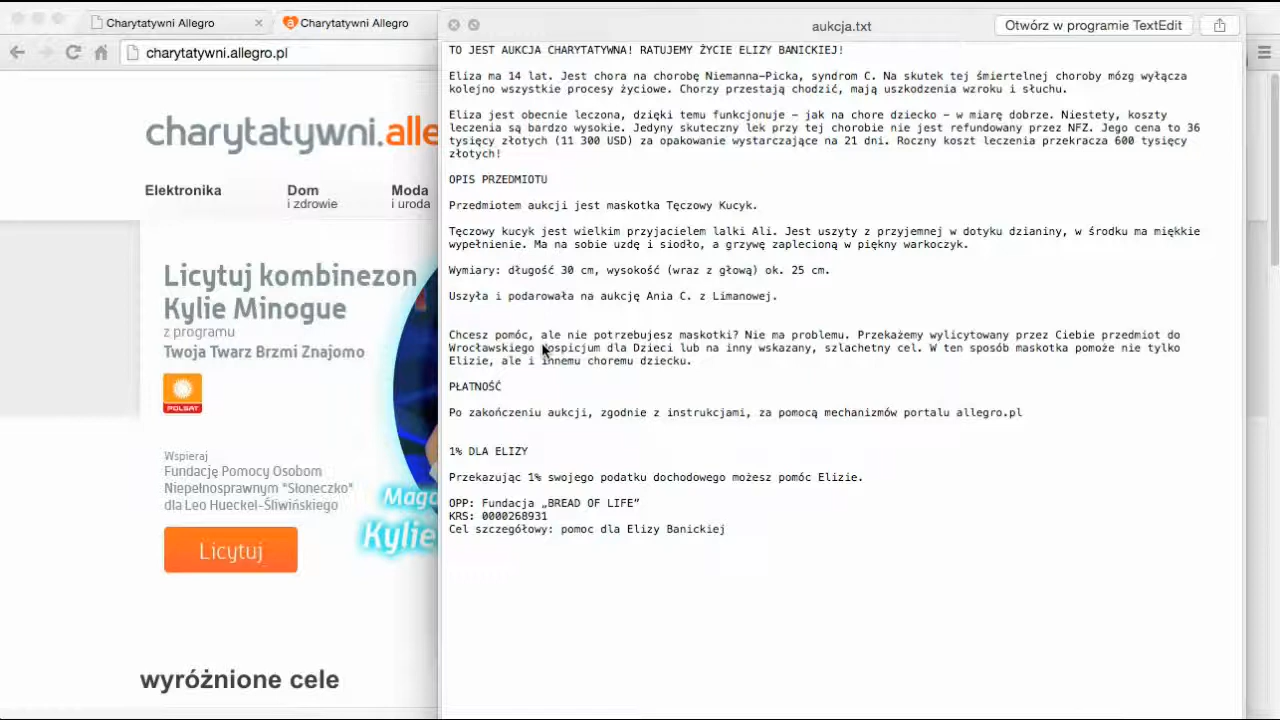 Charytatywni Allegro
Charytatywni Allegro
charytatywni.allegro.pl
charytatywni.alle
Elektronika
Dom
i zdrowie
Moda
i uroda
Licytuj kombinezon
Kylie Minogue
z programu
Twoja Twarz Brzmi Znajomo
POLSAT
Wspieraj
Fundację Pomocy Osobom
Niepełnosprawnym "Słoneczko"
dla Leo Hueckel-Śliwińskiego
Licytuj
Magd
Kylie
wyróżnione cele
aukcja.txt
Otwórz w programie TextEdit
TO JEST AUKCJA CHARYTATYWNA! RATUJEMY ŻYCIE ELIZY BANICKIEJ!
Eliza ma 14 lat. Jest chora na chorobę Niemanna-Picka, syndrom C. Na skutek tej śmiertelnej choroby mózg wyłącza
kolejno wszystkie procesy życiowe. Chorzy przestają chodzić, mają uszkodzenia wzroku i słuchu.
Eliza jest obecnie leczona, dzięki temu funkcjonuje – jak na chore dziecko – w miarę dobrze. Niestety, koszty
leczenia są bardzo wysokie. Jedyny skuteczny lek przy tej chorobie nie jest refundowany przez NFZ. Jego cena to 36
tysięcy złotych (11 300 USD) za opakowanie wystarczające na 21 dni. Roczny koszt leczenia przekracza 600 tysięcy
złotych!
OPIS PRZEDMIOTU
Przedmiotem aukcji jest maskotka Tęczowy Kucyk.
Tęczowy kucyk jest wielkim przyjacielem lalki Ali. Jest uszyty z przyjemnej w dotyku dzianiny, w środku ma miękkie
wypełnienie. Ma na sobie uzdę i siodło, a grzywę zaplecioną w piękny warkoczyk.
Wymiary: długość 30 cm, wysokość (wraz z głową) ok. 25 cm.
Uszyła i podarowała na aukcję Ania C. z Limanowej.
Chcesz pomóc, ale nie potrzebujesz maskotki? Nie ma problemu. Przekażemy wylicytowany przez Ciebie przedmiot do
Wrocławskiego Hospicjum dla Dzieci lub na inny wskazany, szlachetny cel. W ten sposób maskotka pomoże nie tylko
Elizie, ale i innemu choremu dziecku.
PŁATNOŚĆ
Po zakończeniu aukcji, zgodnie z instrukcjami, za pomocą mechanizmów portalu allegro.pl
1% DLA ELIZY
Przekazując 1% swojego podatku dochodowego możesz pomóc Elizie.
OPP: Fundacja „BREAD OF LIFE”
KRS: 0000268931
Cel szczegółowy: pomoc dla Elizy Banickiej